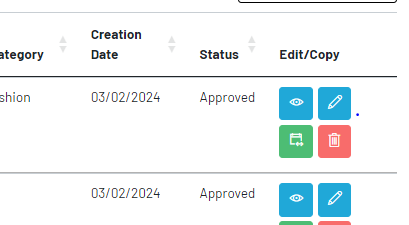 Creation
Date
ategory Status Edit/Copy
shion 03/02/2024 Approved
03/02/2024 Approved